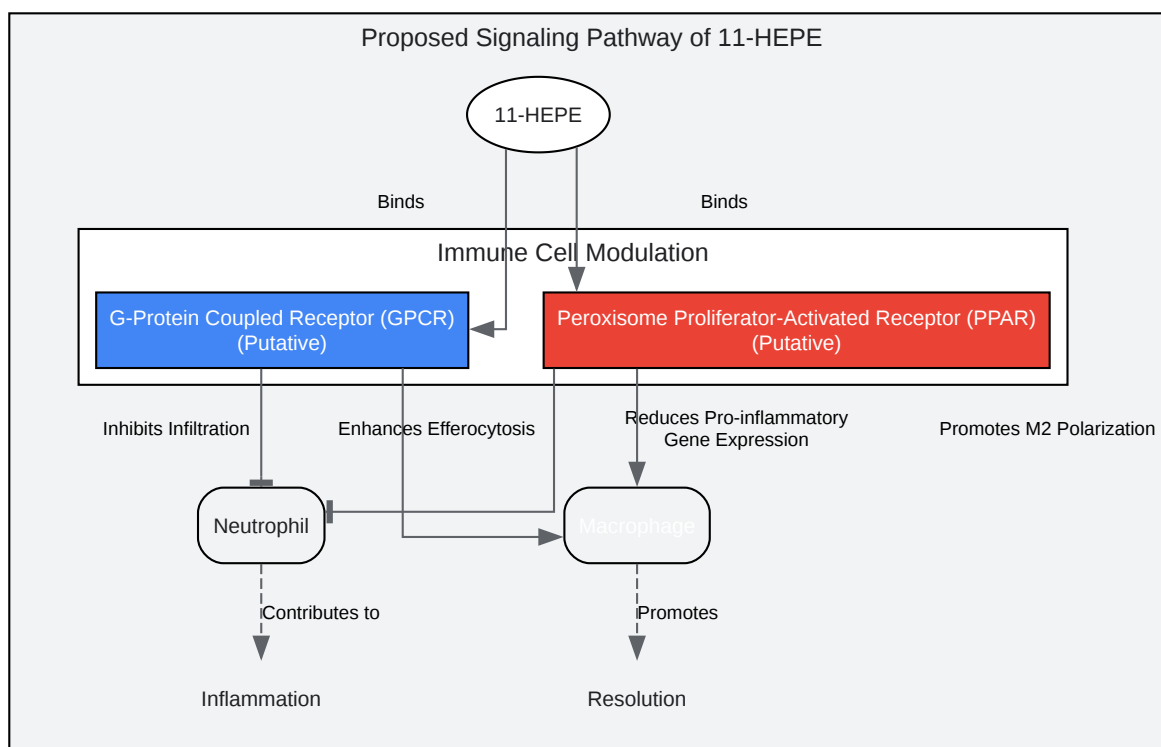 Proposed Signaling Pathway of 11-HEPE
11-HEPE
Binds
Binds
Immune Cell Modulation
G-Protein Coupled Receptor (GPCR)
(Putative)
Peroxisome Proliferator-Activated Receptor (PPAR)
(Putative)
Inhibits Infiltration
Enhances Efferocytosis
Reduces Pro-inflammatory
Gene Expression
Promotes M2 Polarization
Neutrophil
Macrophage
Contributes to
Promotes
Inflammation
Resolution